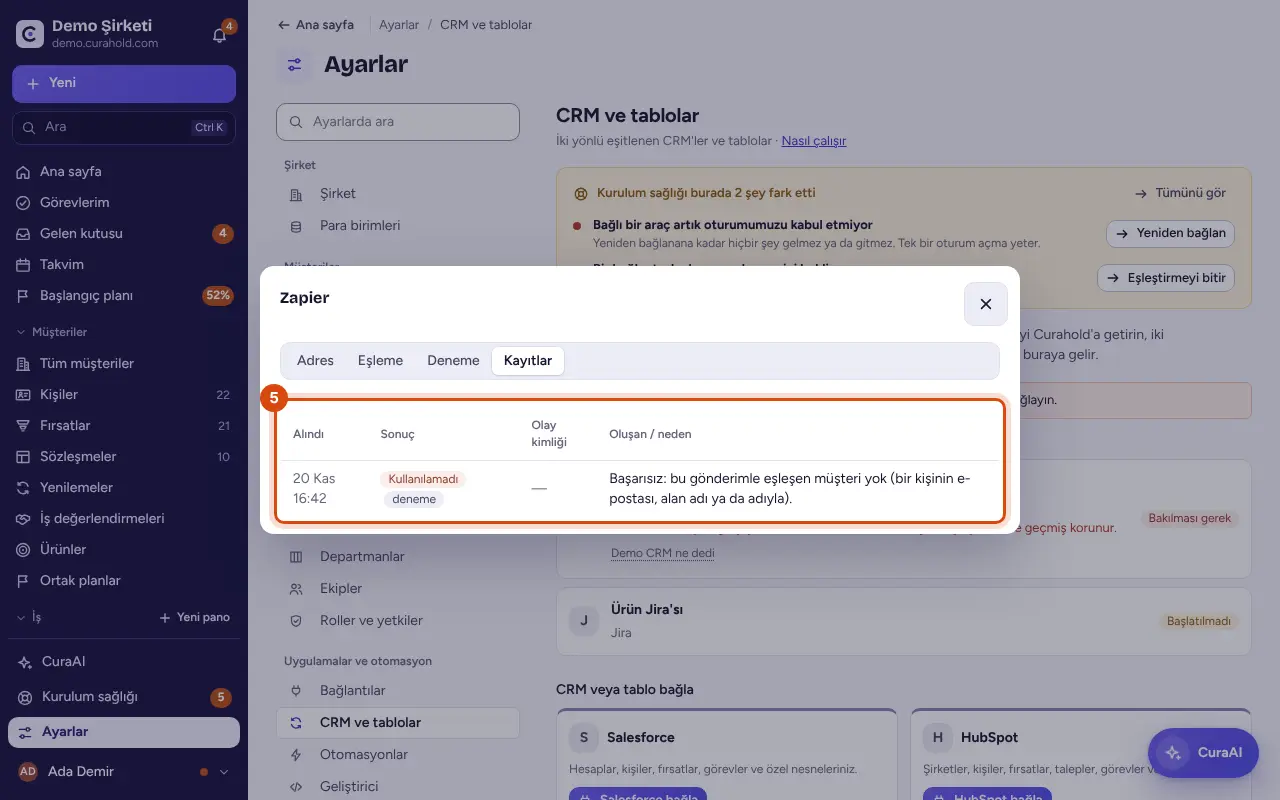 Demo Şirketi
demo.curahold.com
4
Yeni
Ara
Ctrl K
Ana sayfa
Görevlerim
Gelen kutusu
4
Takvim
Başlangıç planı
52%
Müşteriler
Tüm müşteriler
Kişiler
22
Fırsatlar
21
Sözleşmeler
10
Yenilemeler
İş değerlendirmeleri
Ürünler
Ortak planlar
İş
Yeni pano
CuraAI
Kurulum sağlığı
5
Ayarlar
AD
Ada Demir
Ana sayfa
Ayarlar / CRM ve tablolar
Ayarlar
Ayarlarda ara
Şirket
Şirket
Para birimleri
Departmanlar
Ekipler
Roller ve yetkiler
Uygulamalar ve otomasyon
Bağlantılar
CRM ve tablolar
Otomasyonlar
Geliştirici
CRM ve tablolar
İki yönlü eşitlenen CRM'ler ve tablolar · Nasıl çalışır
Kurulum sağlığı burada 2 şey fark etti
Tümünü gör
Bağlı bir araç artık oturumumuzu kabul etmiyor
Yeniden bağlanana kadar hiçbir şey gelmez ya da gitmez. Tek bir oturum açma yeter.
Yeniden bağlan
Eşleştirmeyi bitir
yi Curahold'a getirin, iki
buraya gelir.
ğlayın.
Zapier
Adres
Eşleme
Deneme
Kayıtlar
5
Alındı
Sonuç
Olay kimliği
Oluşan / neden
20 Kas
16:42
Kullanılamadı
deneme
—
Başarısız: bu gönderimle eşleşen müşteri yok (bir kişinin e-
postası, alan adı ya da adıyla).
Bakılması gerek
geçmiş korunur.
Demo CRM ne dedi
J
Ürün Jira'sı
Jira
Başlatılmadı
CRM veya tablo bağla
S
Salesforce
Hesaplar, kişiler, fırsatlar, görevler ve özel nesneleriniz.
Salesforce bağla
H
HubSpot
Şirketler, kişiler, fırsatlar, talepler, görevler
HubSpot bağla
CuraAI